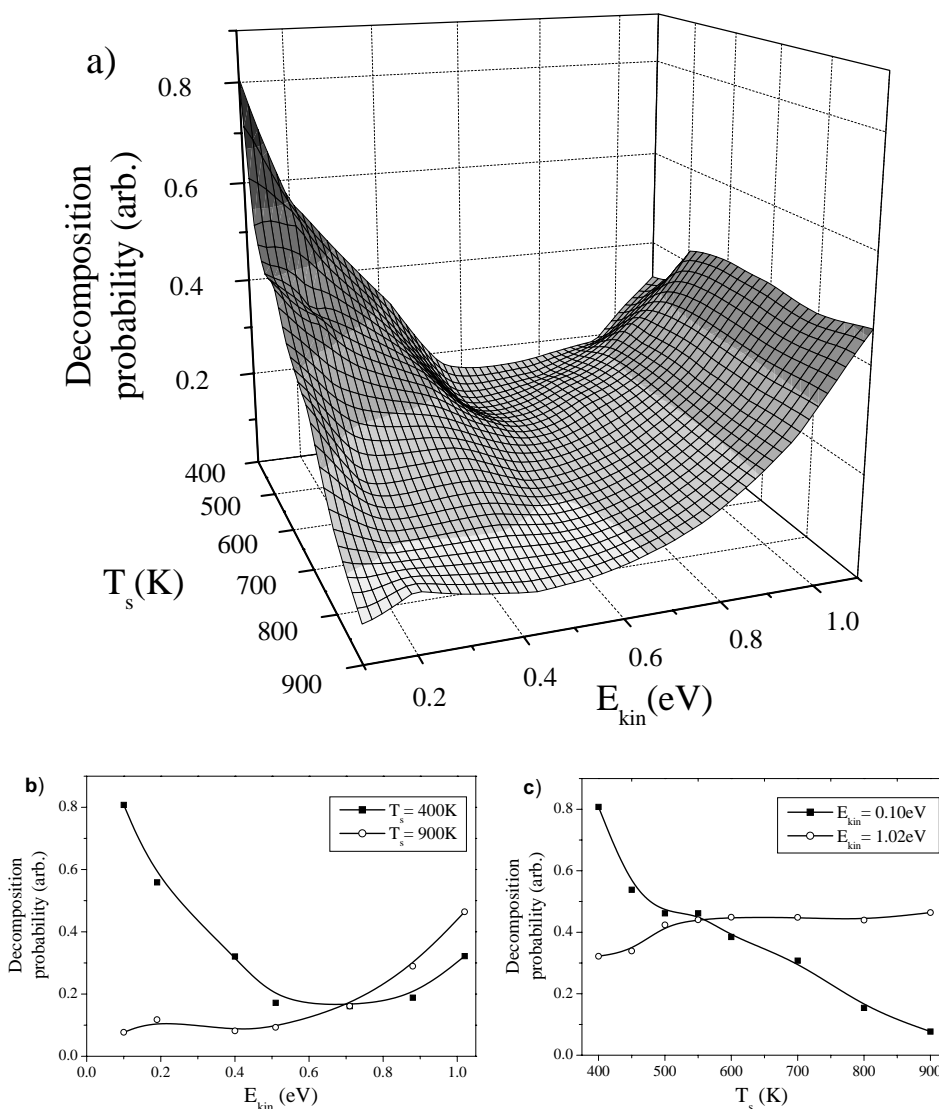 a)
Decomposition
probability (arb.)
0.8
0.6
0.4
0.2
400
500
600
700
800
900
T_s (K)
0.2
0.4
0.6
0.8
1.0
E_kin (eV)
b)
Decomposition
probability (arb.)
0.8
0.6
0.4
0.2
0.0
T_s = 400K
T_s = 900K
0.0 0.2 0.4 0.6 0.8 1.0
E_kin (eV)
c)
Decomposition
probability (arb.)
0.8
0.6
0.4
0.2
0.0
E_kin = 0.10eV
E_kin = 1.02eV
400 500 600 700 800 900
T_s (K)